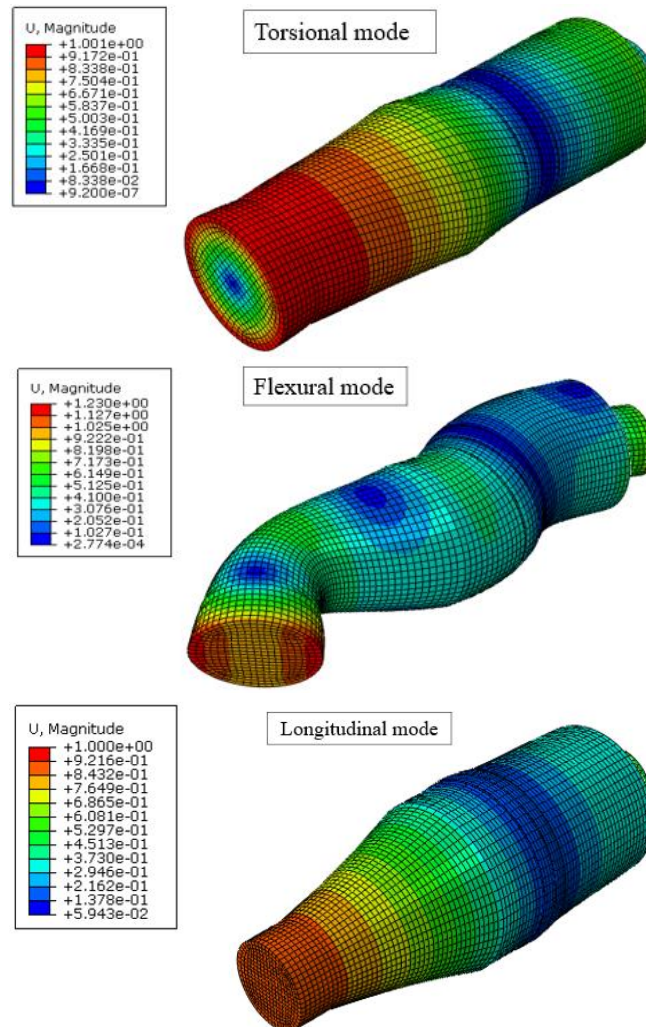 U, Magnitude
+1.001e+00
+9.172e-01
+8.338e-01
+7.504e-01
+6.671e-01
+5.837e-01
+5.003e-01
+4.169e-01
+3.335e-01
+2.501e-01
+1.668e-01
+8.338e-02
+9.200e-07
Torsional mode
U, Magnitude
+1.230e+00
+1.127e+00
+1.025e+00
+9.222e-01
+8.198e-01
+7.173e-01
+6.149e-01
+5.125e-01
+4.100e-01
+3.076e-01
+2.052e-01
+1.027e-01
+2.774e-04
Flexural mode
U, Magnitude
+1.000e+00
+9.216e-01
+8.432e-01
+7.649e-01
+6.865e-01
+6.081e-01
+5.297e-01
+4.513e-01
+3.730e-01
+2.946e-01
+2.162e-01
+1.378e-01
+5.943e-02
Longitudinal mode